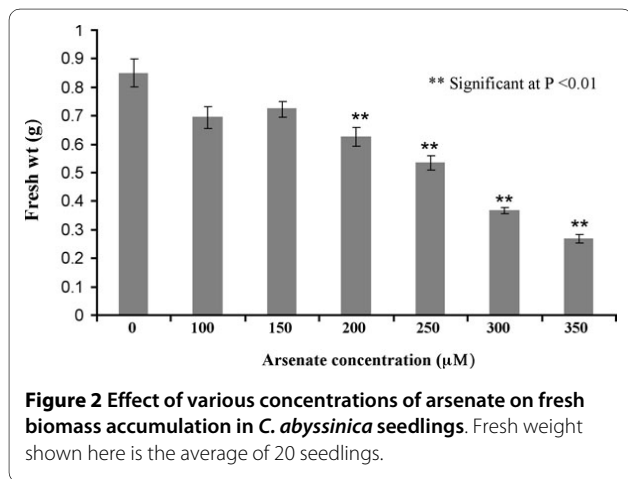 1
0.9
0.8
0.7
0.6
0.5
0.4
0.3
0.2
0.1
0
Fresh wt (g)
** Significant at P <0.01
**
**
**
**
0 100 150 200 250 300 350
Arsenate concentration (μM)
Figure 2 Effect of various concentrations of arsenate on fresh
biomass accumulation in C. abyssinica seedlings. Fresh weight
shown here is the average of 20 seedlings.